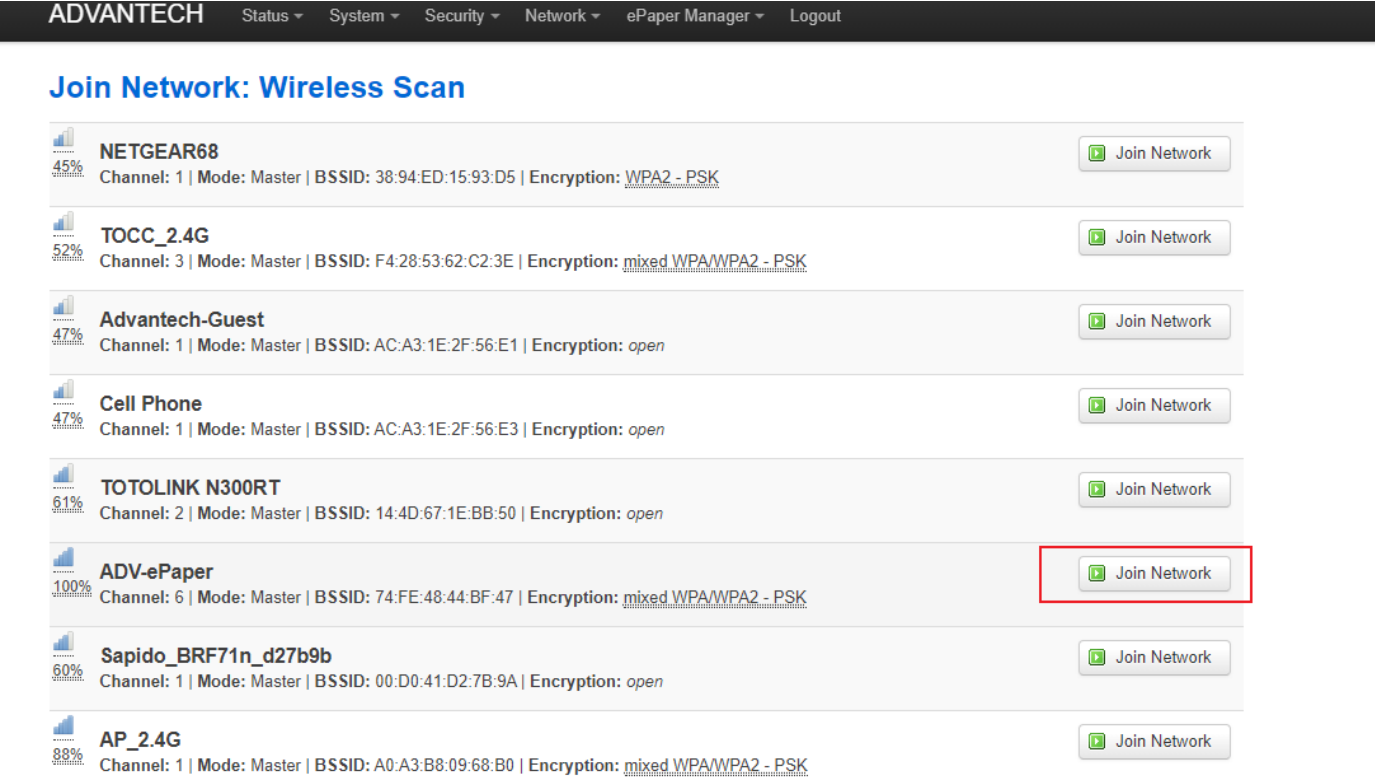 ADVANTECH Status System Security Network ePaper Manager Logout
Join Network: Wireless Scan
45% NETGEAR68 Join Network
Channel: 1 | Mode: Master | BSSID: 38:94:ED:15:93:D5 | Encryption: WPA2 - PSK
52% TOCC_2.4G Join Network
Channel: 3 | Mode: Master | BSSID: F4:28:53:62:C2:3E | Encryption: mixed WPA/WPA2 - PSK
47% Advantech-Guest Join Network
Channel: 1 | Mode: Master | BSSID: AC:A3:1E:2F:56:E1 | Encryption: open
47% Cell Phone Join Network
Channel: 1 | Mode: Master | BSSID: AC:A3:1E:2F:56:E3 | Encryption: open
61% TOTOLINK N300RT Join Network
Channel: 2 | Mode: Master | BSSID: 14:4D:67:1E:BB:50 | Encryption: open
100% ADV-ePaper Join Network
Channel: 6 | Mode: Master | BSSID: 74:FE:48:44:BF:47 | Encryption: mixed WPA/WPA2 - PSK
60% Sapido_BRF71n_d27b9b Join Network
Channel: 1 | Mode: Master | BSSID: 00:D0:41:D2:7B:9A | Encryption: open
88% AP_2.4G Join Network
Channel: 1 | Mode: Master | BSSID: A0:A3:B8:09:68:B0 | Encryption: mixed WPA/WPA2 - PSK